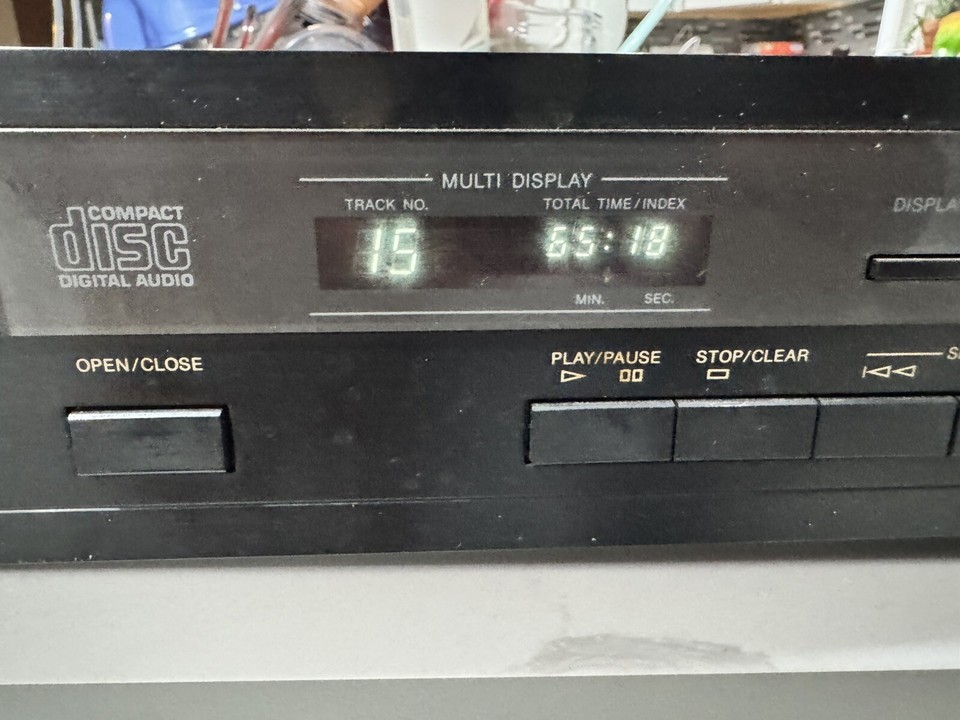 MULTI DISPLAY
TRACK NO. TOTAL TIME/INDEX
DISPLA
COMPACT
disc
DIGITAL AUDIO
15 65:18
MIN. SEC.
OPEN/CLOSE
PLAY/PAUSE STOP/CLEAR